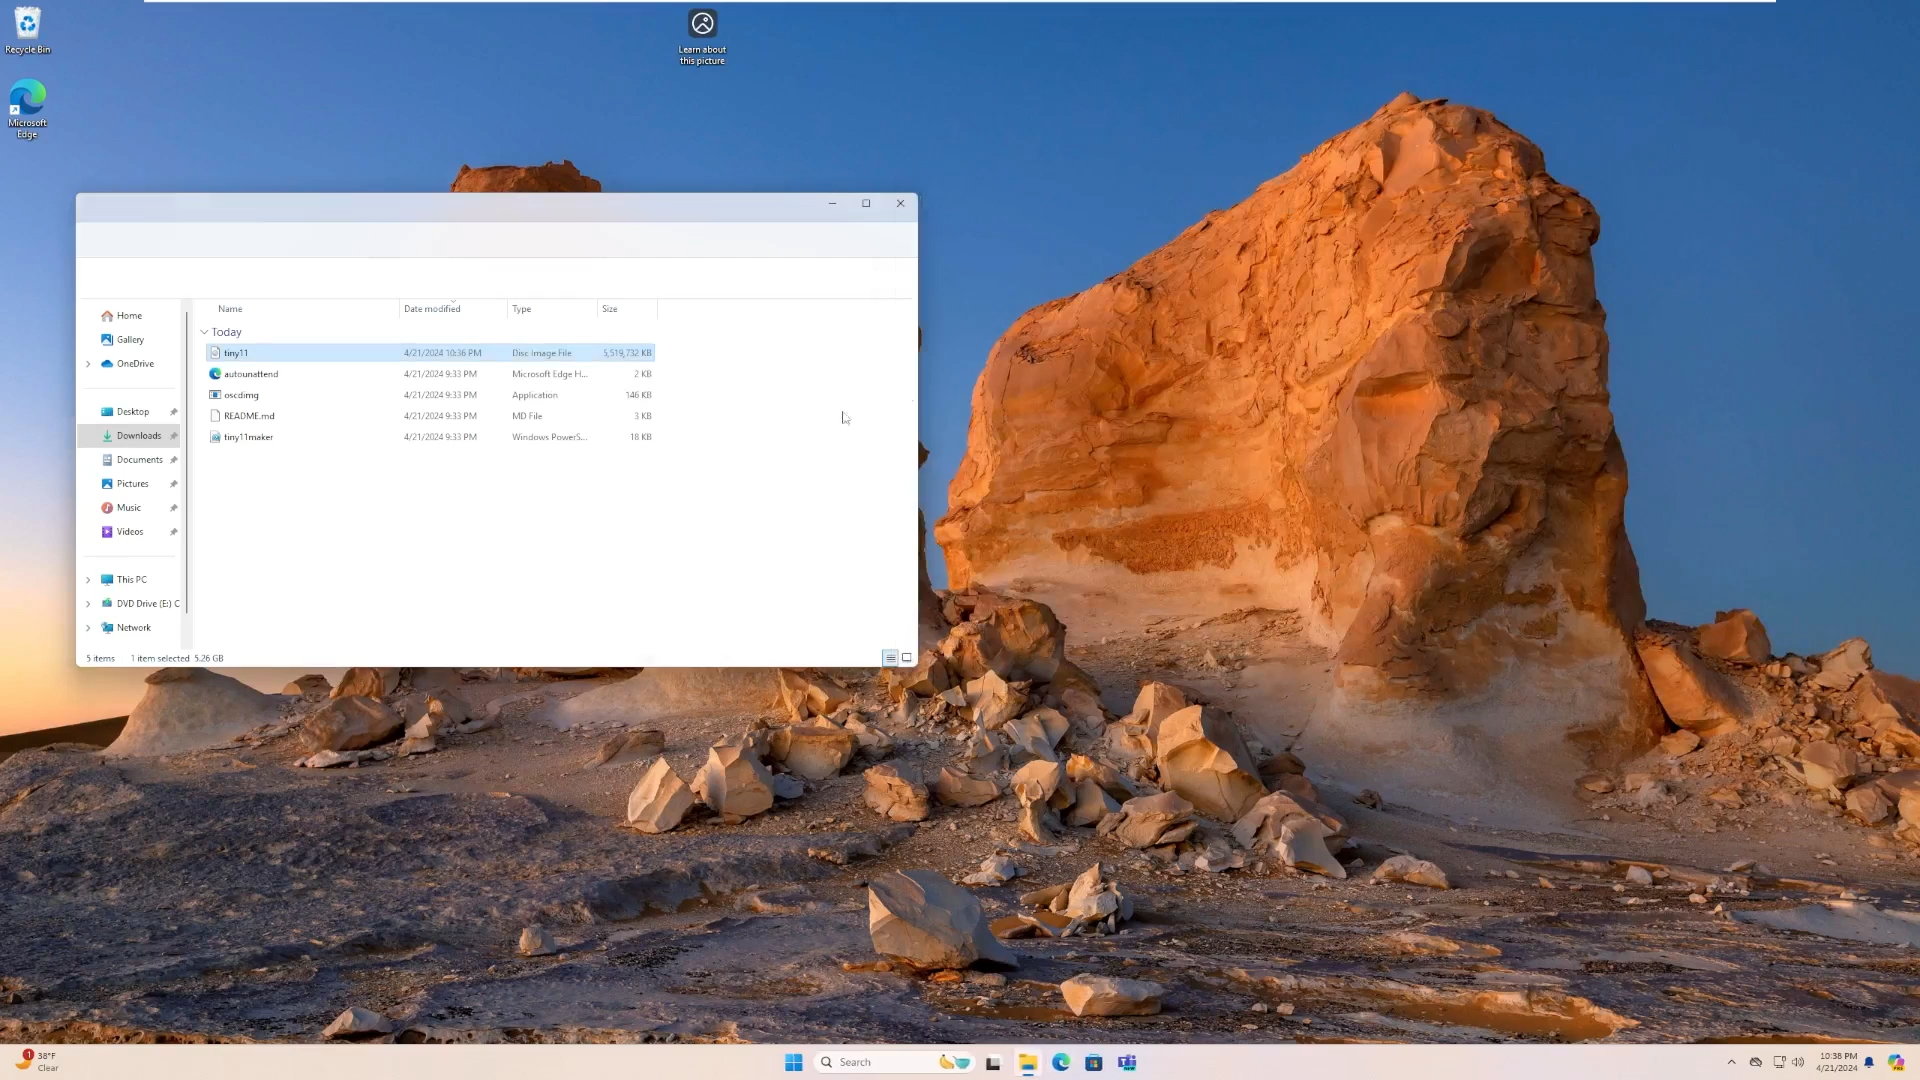 Recycle Bin
Learn about
this picture
Microsoft
Edge
Name Date modified Type Size
Today
tiny11 4/21/2024 10:36 PM Disc Image File 5,519,732 KB
autounattend 4/21/2024 9:33 PM Microsoft Edge H... 2 KB
oscdimg 4/21/2024 9:33 PM Application 146 KB
README.md 4/21/2024 9:33 PM MD File 3 KB
tiny11maker 4/21/2024 9:33 PM Windows PowerS... 18 KB
Home
Gallery
OneDrive
Desktop
Downloads
Documents
Pictures
Music
Videos
This PC
DVD Drive (E:) C
Network
5 items 1 item selected 5.26 GB
1
38°F
Clear
Search
NEW
10:38 PM
4/21/2024
PRE